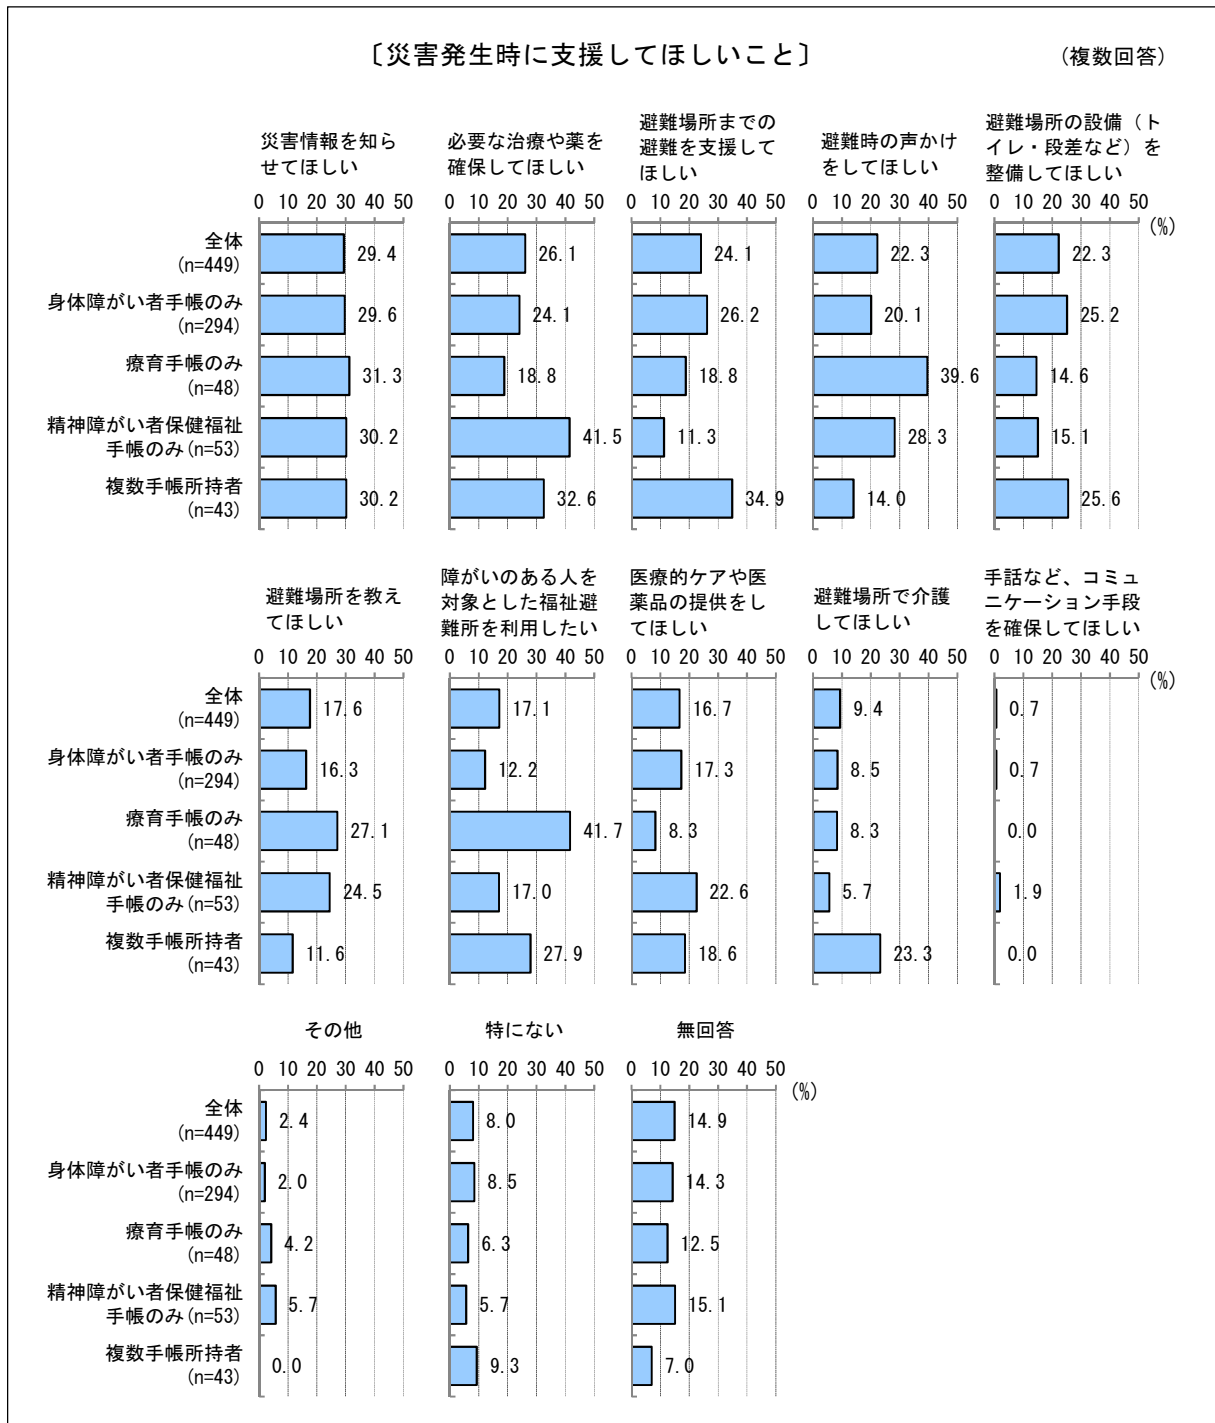 〔災害発生時に支援してほしいこと〕
(複数回答)
災害情報を知ら
せてほしい
必要な治療や薬を
確保してほしい
避難場所までの
避難を支援して
ほしい
避難時の声かけ
をしてほしい
避難場所の設備（ト
イレ・段差など）を
整備してほしい
0 10 20 30 40 50
0 10 20 30 40 50
0 10 20 30 40 50
0 10 20 30 40 50
0 10 20 30 40 50
(%)
全体
(n=449)
29.4
26.1
24.1
22.3
22.3
身体障がい者手帳のみ
(n=294)
29.6
24.1
26.2
20.1
25.2
療育手帳のみ
(n=48)
31.3
18.8
18.8
39.6
14.6
精神障がい者保健福祉
手帳のみ(n=53)
30.2
41.5
11.3
28.3
15.1
複数手帳所持者
(n=43)
30.2
32.6
34.9
14.0
25.6
避難場所を教え
てほしい
障がいのある人を
対象とした福祉避
難所を利用したい
医療的ケアや医
薬品の提供をし
てほしい
避難場所で介護
してほしい
手話など、コミュ
ニケーション手段
を確保してほしい
0 10 20 30 40 50
0 10 20 30 40 50
0 10 20 30 40 50
0 10 20 30 40 50
0 10 20 30 40 50
(%)
全体
(n=449)
17.6
17.1
16.7
9.4
0.7
身体障がい者手帳のみ
(n=294)
16.3
12.2
17.3
8.5
0.7
療育手帳のみ
(n=48)
27.1
41.7
8.3
8.3
0.0
精神障がい者保健福祉
手帳のみ(n=53)
24.5
17.0
22.6
5.7
1.9
複数手帳所持者
(n=43)
11.6
27.9
18.6
23.3
0.0
その他
特にない
無回答
0 10 20 30 40 50
0 10 20 30 40 50
0 10 20 30 40 50
(%)
全体
(n=449)
2.4
8.0
14.9
身体障がい者手帳のみ
(n=294)
2.0
8.5
14.3
療育手帳のみ
(n=48)
4.2
6.3
12.5
精神障がい者保健福祉
手帳のみ(n=53)
5.7
5.7
15.1
複数手帳所持者
(n=43)
0.0
9.3
7.0